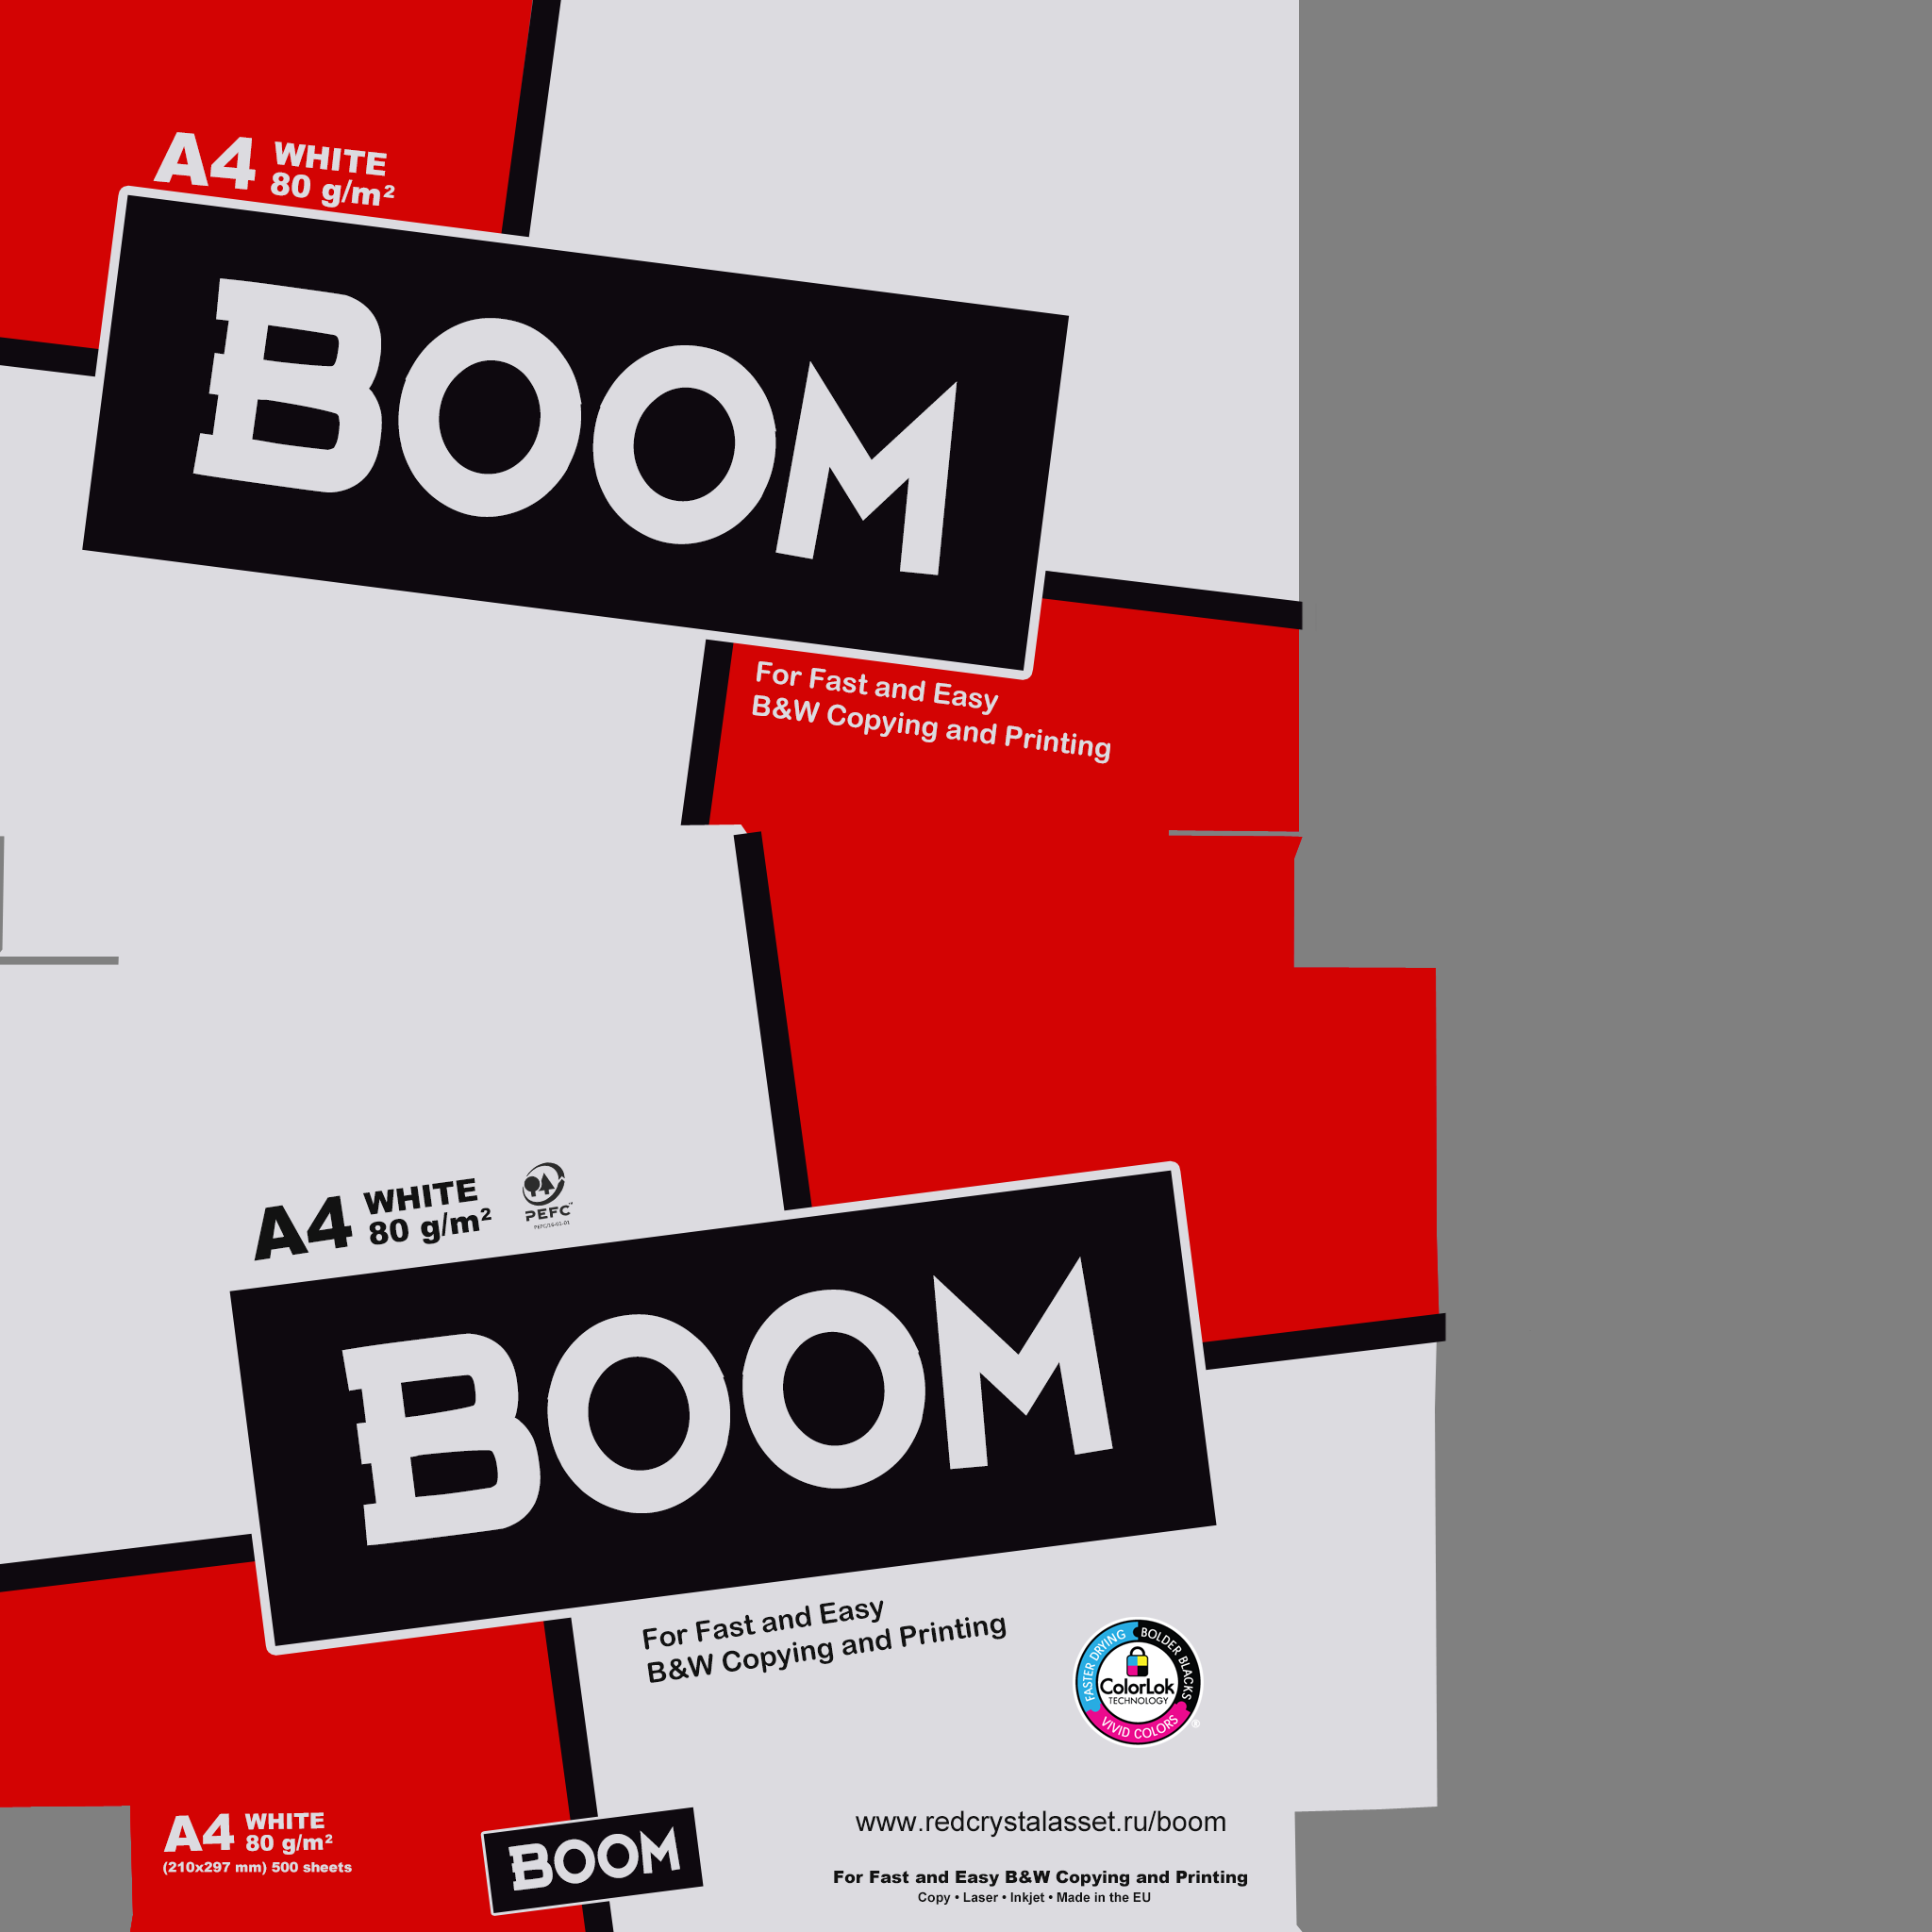 A4 WHITE
80 g/m²
BOOM
For Fast and Easy
B&W Copying and Printing
A4 WHITE
80 g/m²
PEFC™
BOOM
For Fast and Easy
B&W Copying and Printing
FASTER DRYING
BOLDER BLACKS
ColorLok
TECHNOLOGY
VIVID COLORS
®
A4 WHITE
80 g/m²
(210x297 mm) 500 sheets
BOOM
www.redcrystalasset.ru/boom
For Fast and Easy B&W Copying and Printing
Copy • Laser • Inkjet • Made in the EU